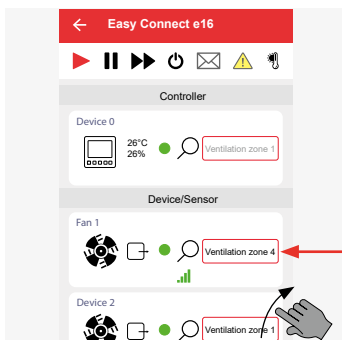 Easy Connect e16
Controller
Device 0
26°C
26%
Ventilation zone 1
Device/Sensor
Fan 1
Ventilation zone 4
Device 2
Ventilation zone 1